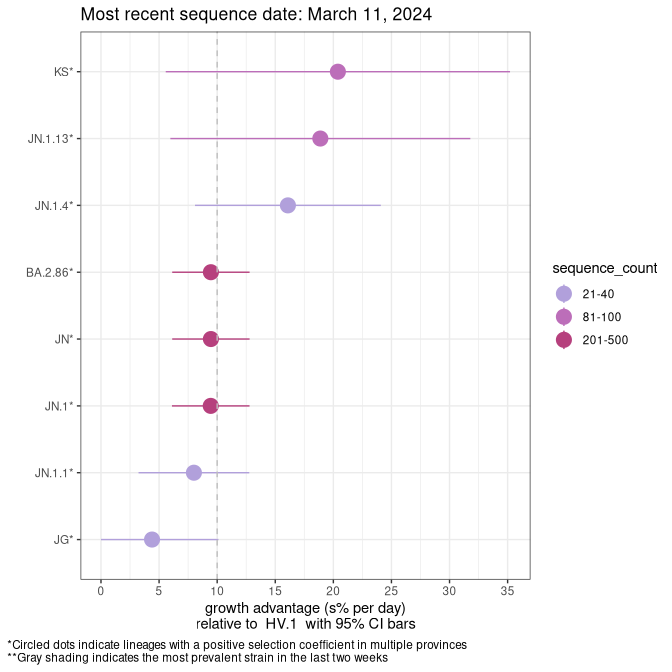 Most recent sequence date: March 11, 2024
KS*
JN.1.13*
JN.1.4*
BA.2.86*
JN*
JN.1*
JN.1.1*
JG*
sequence_count
21-40
81-100
201-500
0 5 10 15 20 25 30 35
growth advantage (s% per day)
relative to HV.1 with 95% CI bars
*Circled dots indicate lineages with a positive selection coefficient in multiple provinces
**Gray shading indicates the most prevalent strain in the last two weeks